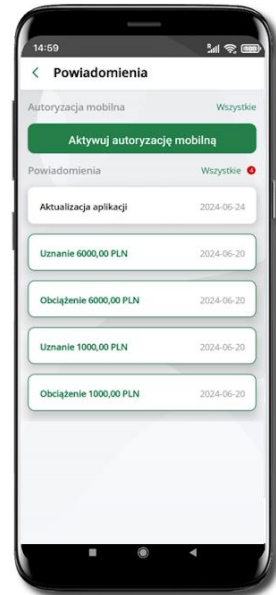 14:59
Powiadomienia
Autoryzacja mobilna Wszystkie
Aktywuj autoryzację mobilną
Powiadomienia Wszystkie 4
Aktualizacja aplikacji 2024-06-24
Uznanie 6000,00 PLN 2024-06-20
Obciążenie 6000,00 PLN 2024-06-20
Uznanie 1000,00 PLN 2024-06-20
Obciążenie 1000,00 PLN 2024-06-20